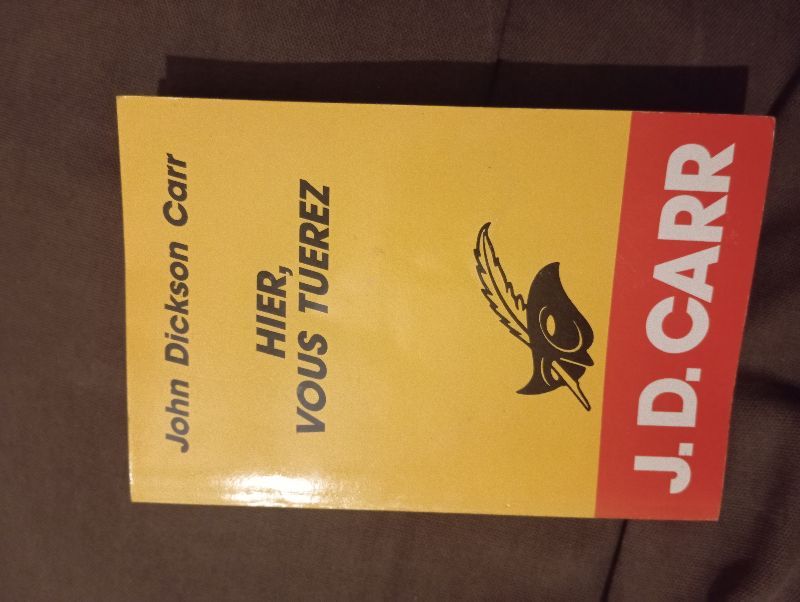 John Dickson Carr
HIER,
VOUS TUEREZ
J. D. CARR